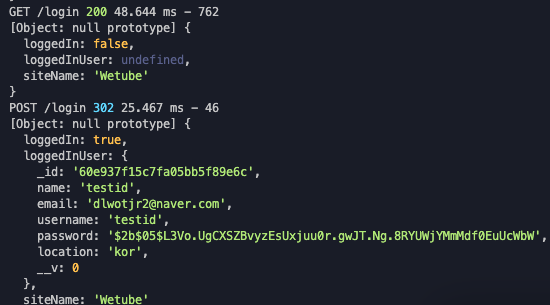 GET /login 200 48.644 ms - 762
[Object: null prototype] {
  loggedIn: false,
  loggedInUser: undefined,
  siteName: 'Wetube'
}
POST /login 302 25.467 ms - 46
[Object: null prototype] {
  loggedIn: true,
  loggedInUser: {
    _id: '60e937f15c7fa05bb5f89e6c',
    name: 'testid',
    email: 'dlwotjr2@naver.com',
    username: 'testid',
    password: '$2b$05$L3Vo.UgCXSZBvyzEsUxjuu0r.gwJT.Ng.8RYUWjYMmMdf0EuUcWbW',
    location: 'kor',
    __v: 0
  },
  siteName: 'Wetube'